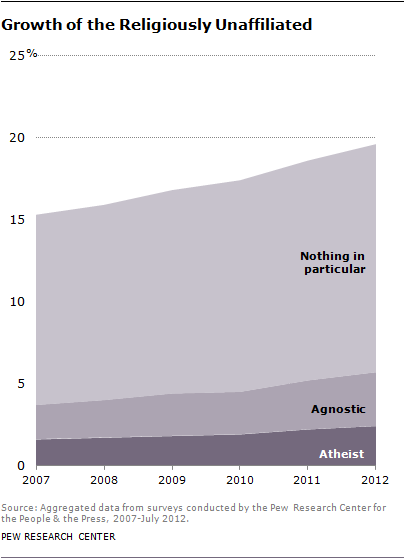 Growth of the Religiously Unaffiliated
25%
20
15
Nothing in
particular
10
5
Agnostic
Atheist
0
2007 2008 2009 2010 2011 2012
Source: Aggregated data from surveys conducted by the Pew Research Center for
the People & the Press, 2007-July 2012.
PEW RESEARCH CENTER